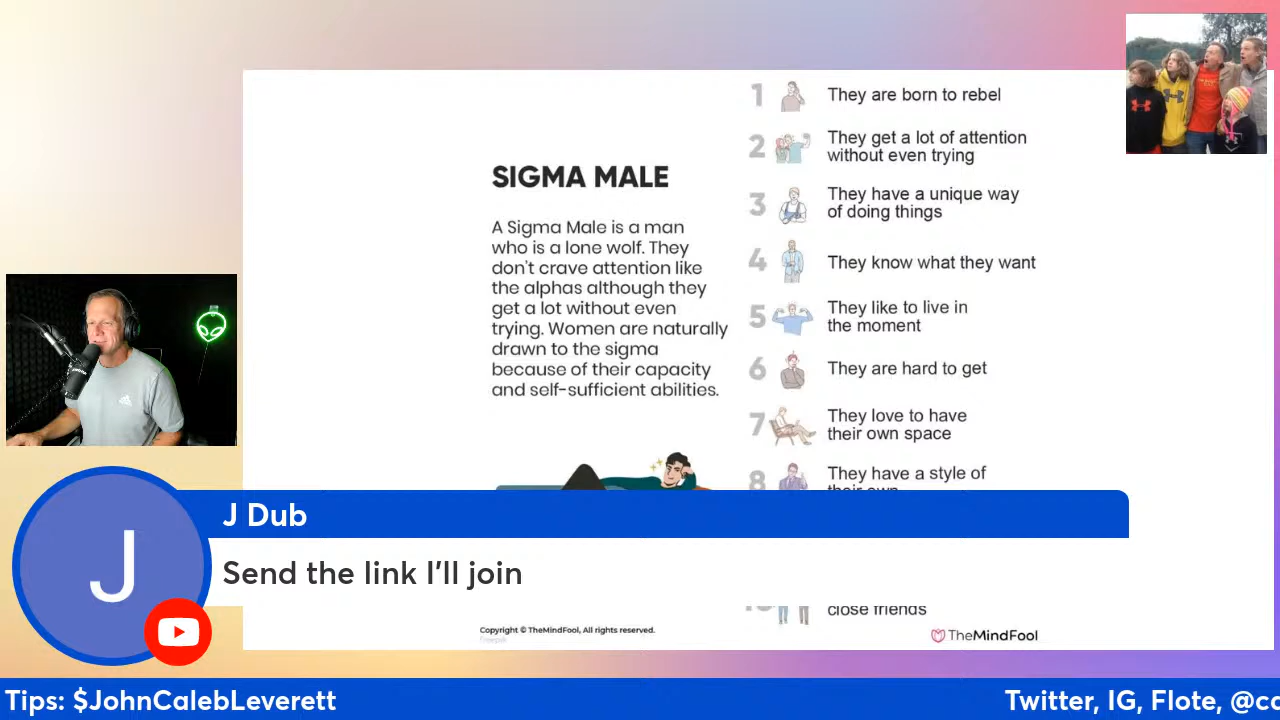 SIGMA MALE
A Sigma Male is a man
who is a lone wolf. They
don't crave attention like
the alphas although they
get a lot without even
trying. Women are naturally
drawn to the sigma
because of their capacity
and self-sufficient abilities.
1 They are born to rebel
2 They get a lot of attention
without even trying
3 They have a unique way
of doing things
4 They know what they want
5 They like to live in
the moment
6 They are hard to get
7 They love to have
their own space
8 They have a style of
their own
close friends
Copyright © TheMindFool, All rights reserved.
Freepik
TheMindFool
J
J Dub
Send the link I'll join
Tips: $JohnCalebLeverett
Twitter, IG, Flote, @co